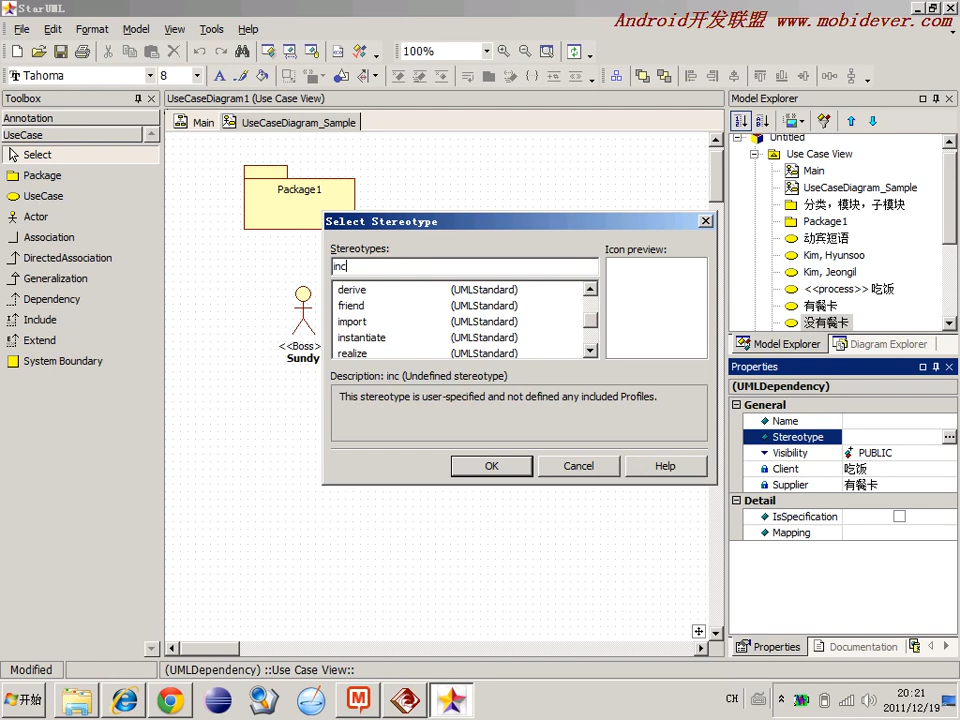 StarUML
Android开发联盟 www.mobidever.com
File Edit Format Model View Tools Help
100%
Tahoma 8
Toolbox
UseCaseDiagram1 (Use Case View)
Model Explorer
Annotation
UseCase
Main UseCaseDiagram_Sample
Select
Package
UseCase
Actor
Association
DirectedAssociation
Generalization
Dependency
Include
Extend
System Boundary
Package1
<<Boss>>
Sundy
Select Stereotype
Stereotypes:
Icon preview:
inc
derive (UMLStandard)
friend (UMLStandard)
import (UMLStandard)
instantiate (UMLStandard)
realize (UMLStandard)
Description: inc (Undefined stereotype)
This stereotype is user-specified and not defined any included Profiles.
OK Cancel Help
Untitled
Use Case View
Main
UseCaseDiagram_Sample
分类，模块，子模块
Package1
动宾短语
Kim, Hyunsoo
Kim, Jeongil
<<process>> 吃饭
有餐卡
没有餐卡
Model Explorer Diagram Explorer
Properties
(UMLDependency)
General
Name
Stereotype
Visibility PUBLIC
Client 吃饭
Supplier 有餐卡
Detail
IsSpecification
Mapping
Properties Documentation
Modified (UMLDependency) ::Use Case View::
开始
CH
20:21
2011/12/19